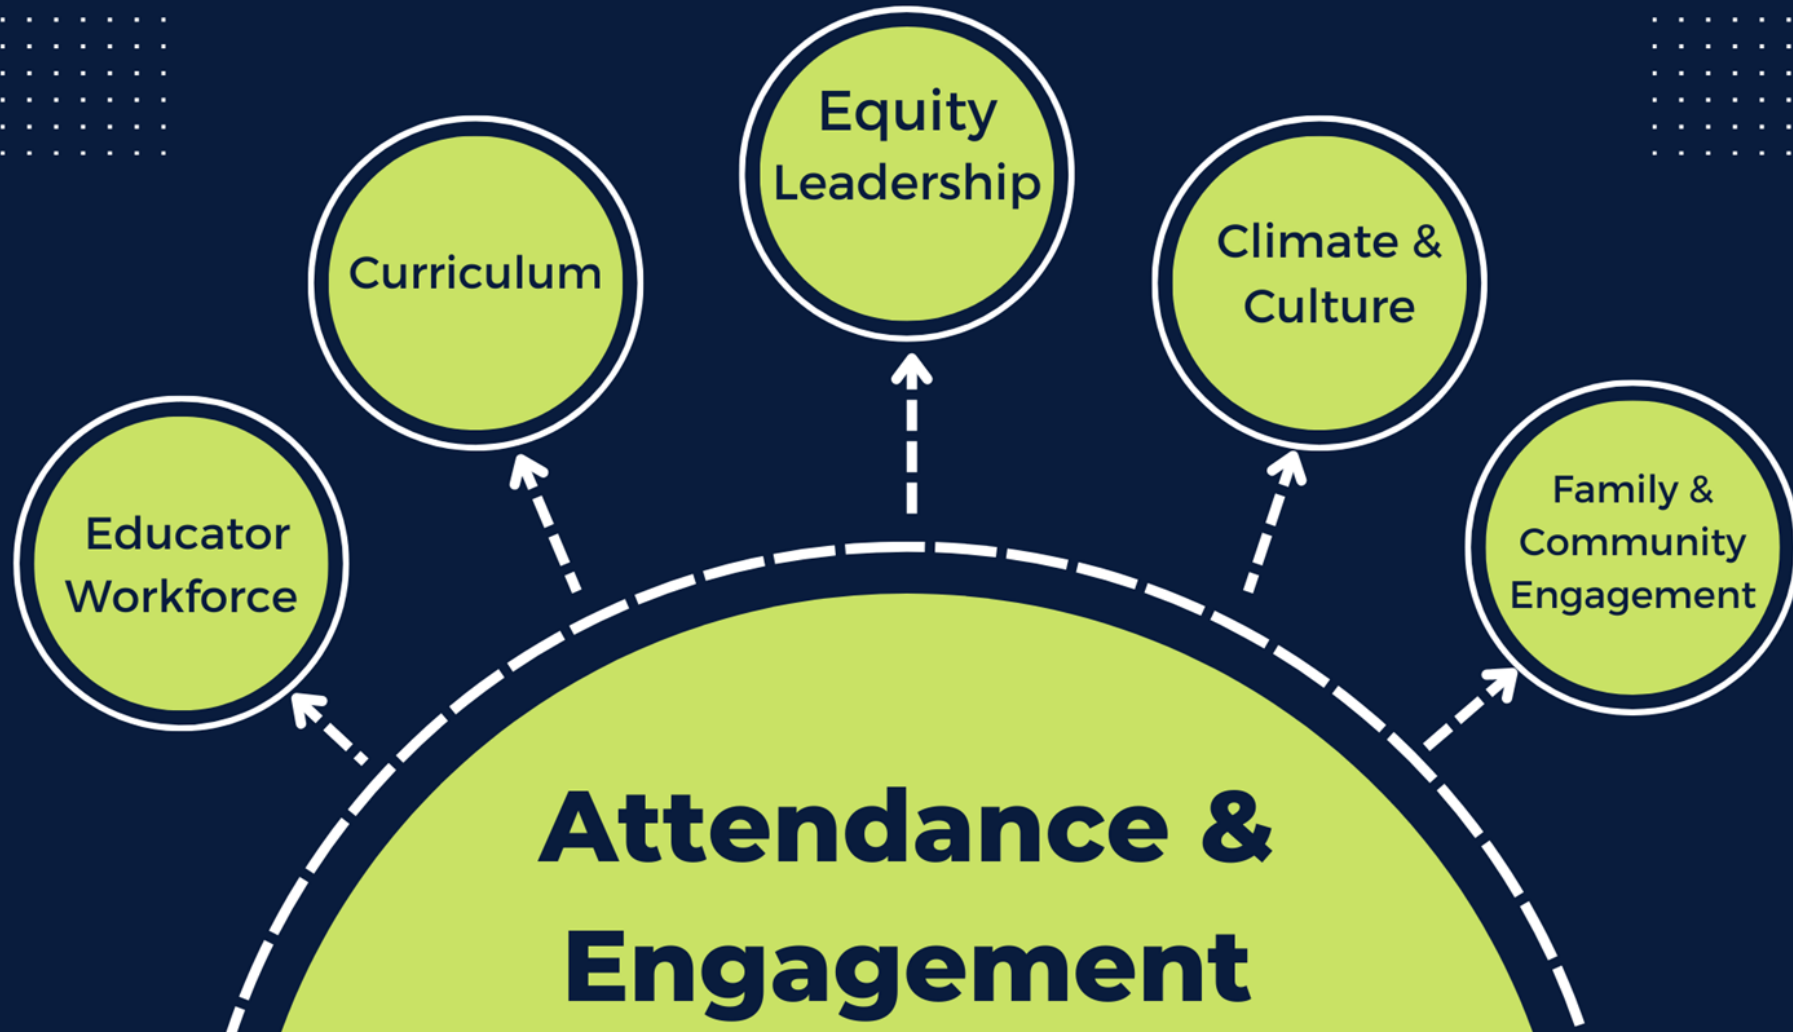 Equity
Leadership
Curriculum
Climate &
Culture
Educator
Workforce
Family &
Community
Engagement
Attendance &
Engagement